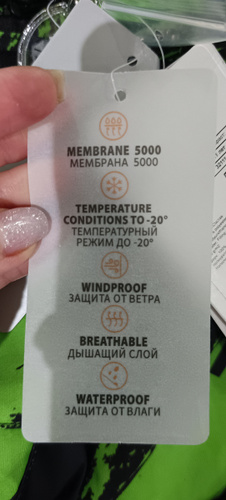 MEMBRANE 5000
МЕМБРАНА 5000
TEMPERATURE
CONDITIONS TO -20°
ТЕМПЕРАТУРНЫЙ
РЕЖИМ ДО -20°
WINDPROOF
ЗАЩИТА ОТ ВЕТРА
BREATHABLE
ДЫШАЩИЙ СЛОЙ
WATERPROOF
ЗАЩИТА ОТ ВЛАГИ